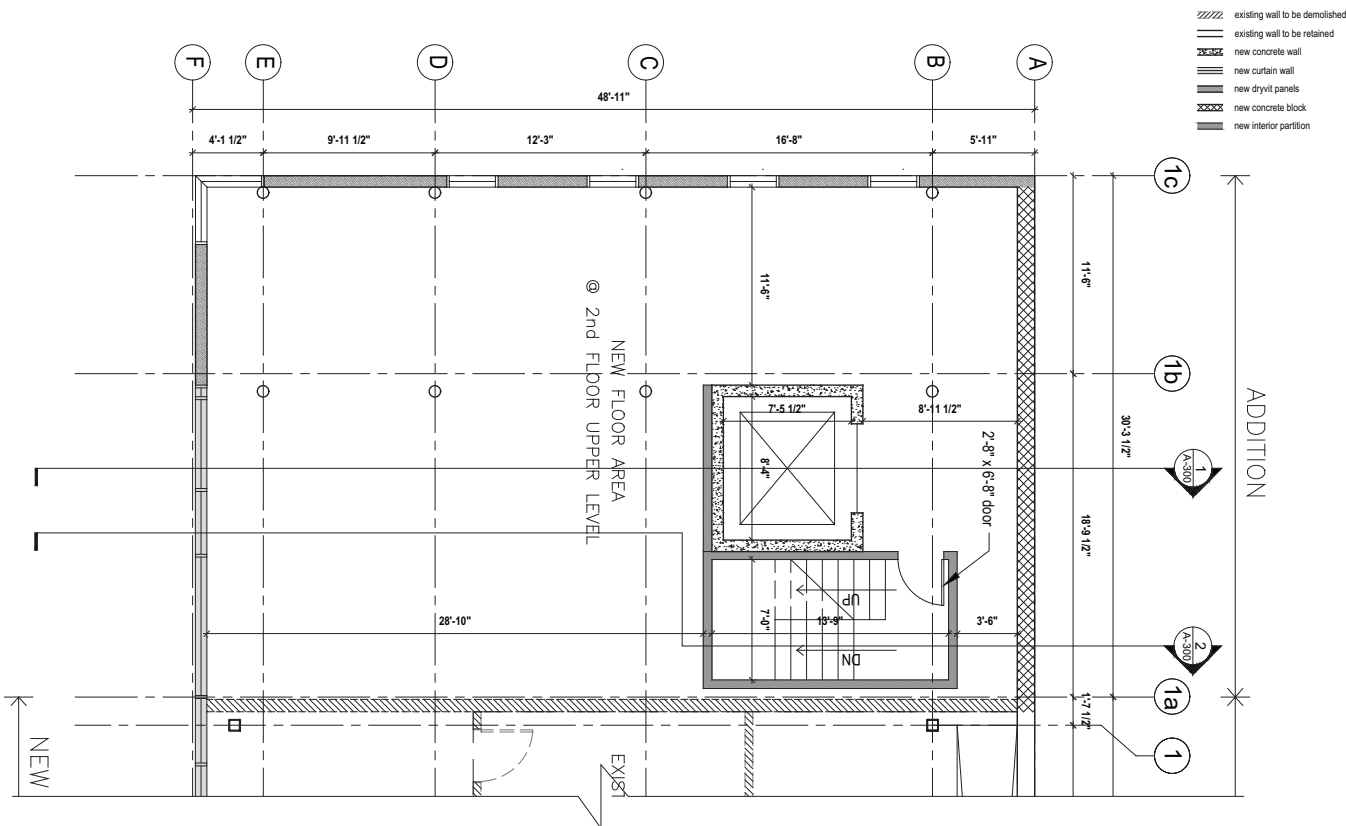 existing wall to be demolished
existing wall to be retained
new concrete wall
new curtain wall
new dryvit panels
new concrete block
new interior partition
F
E
D
C
B
A
48'-11"
4'-1 1/2"
9'-11 1/2"
12'-3"
16'-8"
5'-11"
1c
1b
1a
1
11'-6"
11'-6"
30'-3 1/2"
18'-9 1/2"
1'-7 1/2"
ADDITION
NEW FLOOR AREA
@ 2nd FLOOR UPPER LEVEL
7'-5 1/2"
8'-11 1/2"
8'-4"
2'-8" x 6'-8" door
1
A-300
2
A-300
UP
DN
28'-10"
7'-0"
13'-9"
3'-6"
EXIST
NEW